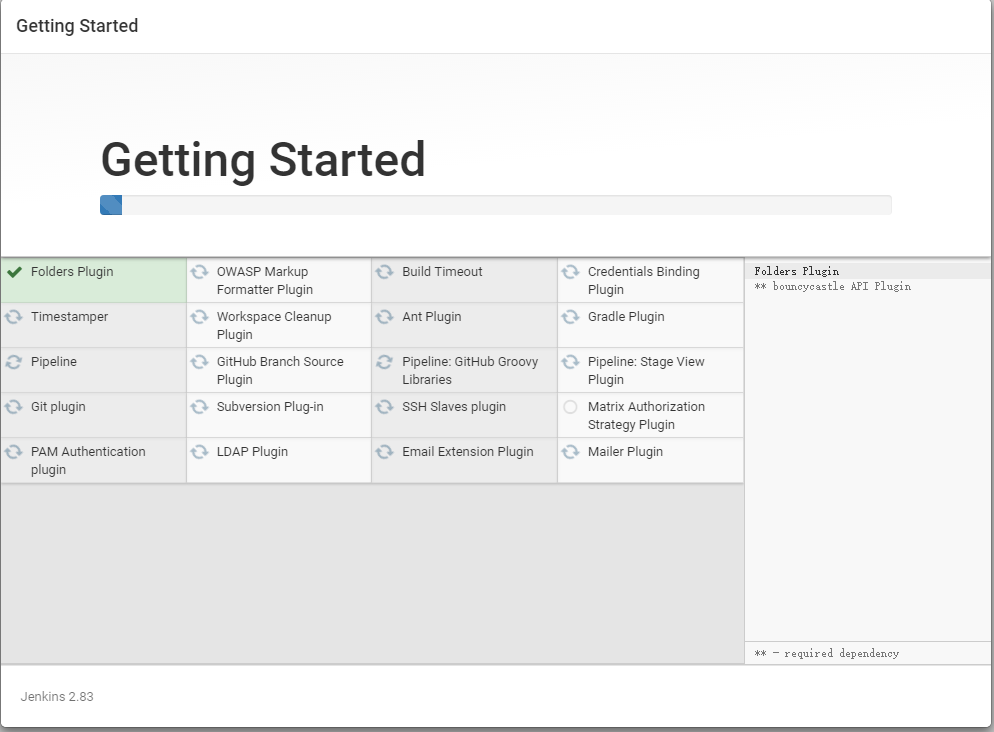 Getting Started
Getting Started
Folders Plugin
OWASP Markup
Formatter Plugin
Build Timeout
Credentials Binding
Plugin
Timestamper
Workspace Cleanup
Plugin
Ant Plugin
Gradle Plugin
Pipeline
GitHub Branch Source
Plugin
Pipeline: GitHub Groovy
Libraries
Pipeline: Stage View
Plugin
Git plugin
Subversion Plug-in
SSH Slaves plugin
Matrix Authorization
Strategy Plugin
PAM Authentication
plugin
LDAP Plugin
Email Extension Plugin
Mailer Plugin
Folders Plugin
** bouncycastle API Plugin
** - required dependency
Jenkins 2.83